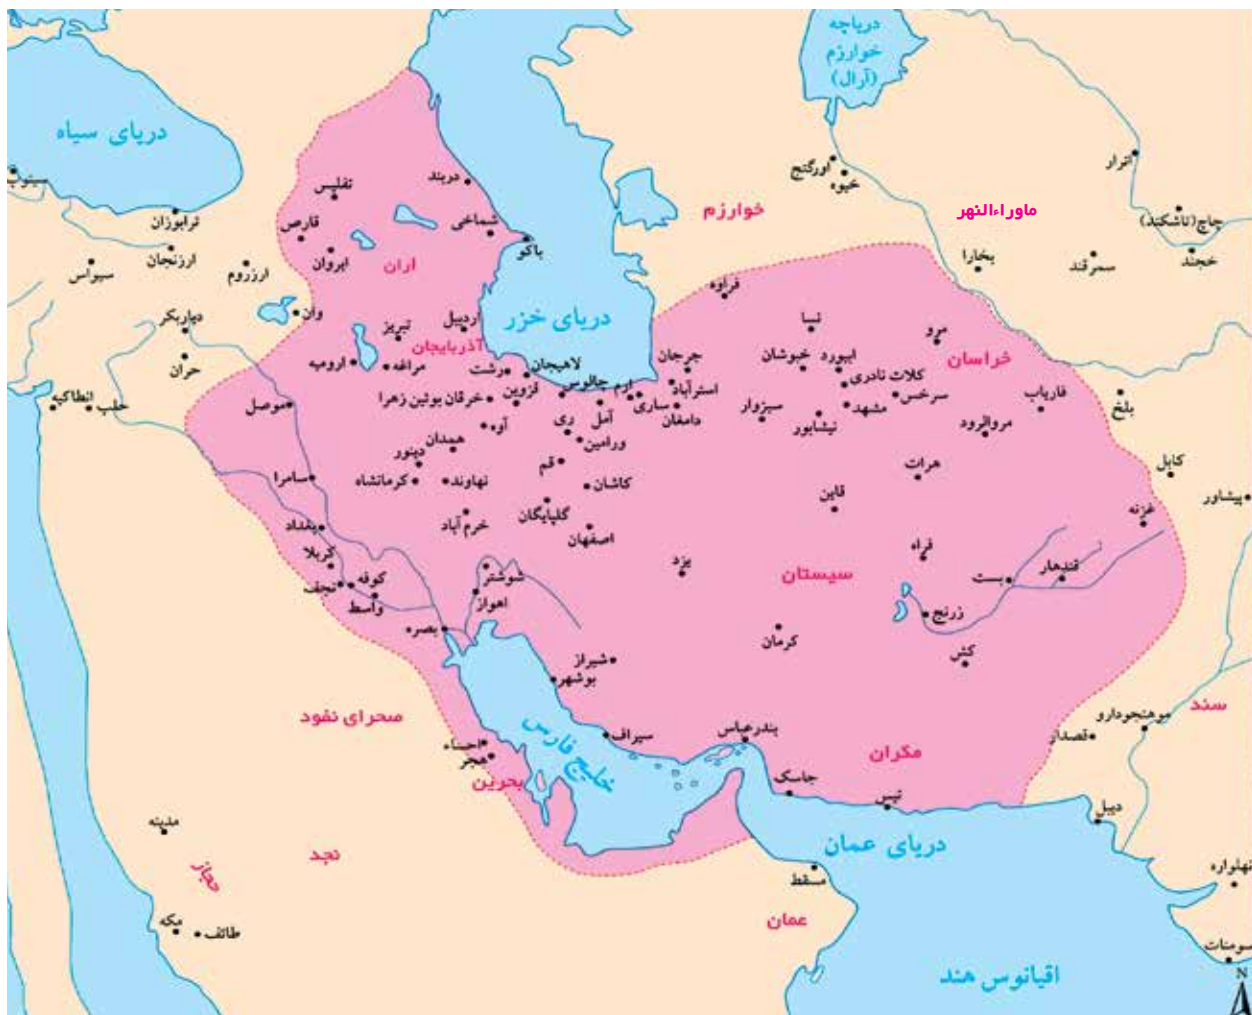 دریاچه
خوارزم
(آرال)
دریای سیاه
سینوپ
ترابوزان
ارزنجان
سیواس
ارزروم
تفلیس
قارص
ایروان
اران
دربند
شماخی
باکو
دریای خزر
خوارزم
اورگنج
خیوه
ماوراءالنهر
اترار
چاچ (تاشکند)
خجند
سمرقند
بخارا
فراوه
نسا
مرو
خراسان
وان
دیاربکر
حران
انطاکیه
حلب
موصل
تبریز
اردبیل
آذربایجان
ارومیه
مراغه
رشت
لاهیجان
قزوین
چالوس
خرقان بوئین زهرا
آوه
ری
آمل
ارم
ساری
ورامین
جرجان
استرآباد
دامغان
سبزوار
خبوشان
ابیورد
کلات نادری
مشهد
نیشابور
سرخس
مروالرود
فاریاب
بلخ
کابل
پیشاور
غزنه
همدان
دینور
کرمانشاه
نهاوند
خرم آباد
قم
کاشان
گلپایگان
اصفهان
سامرا
بغداد
کربلا
نجف
کوفه
واسط
شوشتر
اهواز
بصره
یزد
قاین
هرات
فراه
سیستان
بست
قندهار
زرنج
کش
کرمان
شیراز
بوشهر
سیراف
بندرعباس
جاسک
تیس
مکران
سند
موهنجودارو
قصدار
دیبل
نهلواره
سومنات
صحرای نفود
احساء
هجر
بحرین
خلیج فارس
دریای عمان
مسقط
عمان
نجد
حجاز
مدینه
مکه
طائف
اقیانوس هند
N